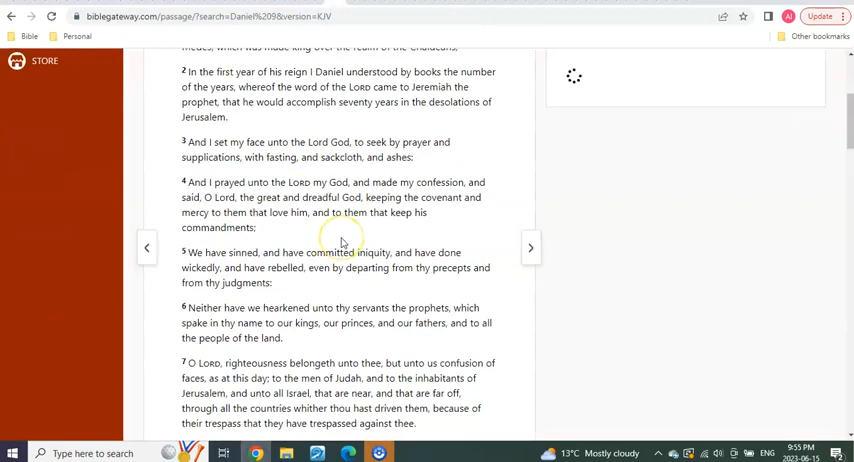 biblegateway.com/passage/?search=Daniel%209&version=KJV
AI
Update
Bible
Personal
Other bookmarks
STORE
Medes, which was made king over the realm of the Chaldeans;
2 In the first year of his reign I Daniel understood by books the number
of the years, whereof the word of the LORD came to Jeremiah the
prophet, that he would accomplish seventy years in the desolations of
Jerusalem.
3 And I set my face unto the Lord God, to seek by prayer and
supplications, with fasting, and sackcloth, and ashes:
4 And I prayed unto the LORD my God, and made my confession, and
said, O Lord, the great and dreadful God, keeping the covenant and
mercy to them that love him, and to them that keep his
commandments;
5 We have sinned, and have committed iniquity, and have done
wickedly, and have rebelled, even by departing from thy precepts and
from thy judgments:
6 Neither have we hearkened unto thy servants the prophets, which
spake in thy name to our kings, our princes, and our fathers, and to all
the people of the land.
7 O LORD, righteousness belongeth unto thee, but unto us confusion of
faces, as at this day; to the men of Judah, and to the inhabitants of
Jerusalem, and unto all Israel, that are near, and that are far off,
through all the countries whither thou hast driven them, because of
their trespass that they have trespassed against thee.
Type here to search
13°C Mostly cloudy
ENG
9:55 PM
2023-06-15
2